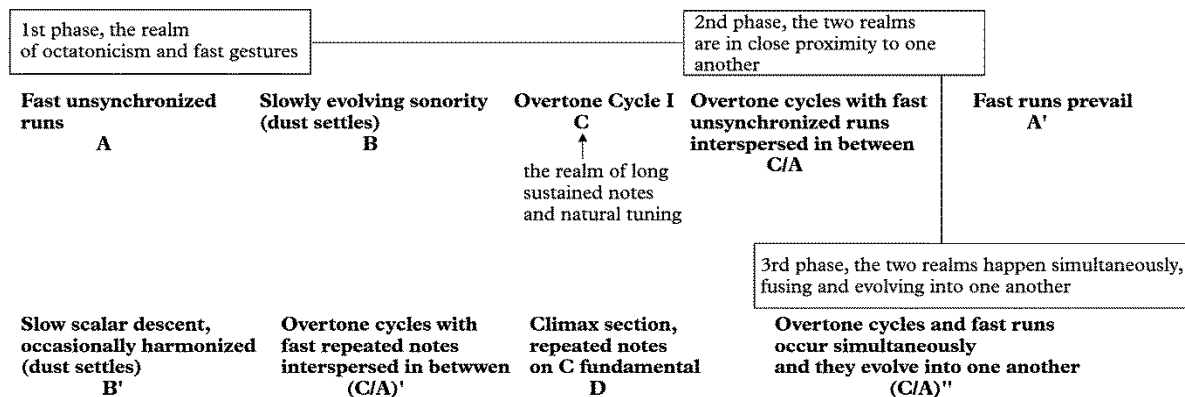 1st phase, the realm
of octatonicism and fast gestures
2nd phase, the two realms
are in close proximity to one
another
Fast unsynchronized
runs
A
Slowly evolving sonority
(dust settles)
B
Overtone Cycle I
C
the realm of long
sustained notes
and natural tuning
Overtone cycles with fast
unsynchronized runs
interspersed in between
C/A
Fast runs prevail
A'
3rd phase, the two realms happen simultaneously,
fusing and evolving into one another
Slow scalar descent,
occasionally harmonized
(dust settles)
B'
Overtone cycles with
fast repeated notes
interspersed in betwwen
(C/A)'
Climax section,
repeated notes
on C fundamental
D
Overtone cycles and fast runs
occur simultaneously
and they evolve into one another
(C/A)''